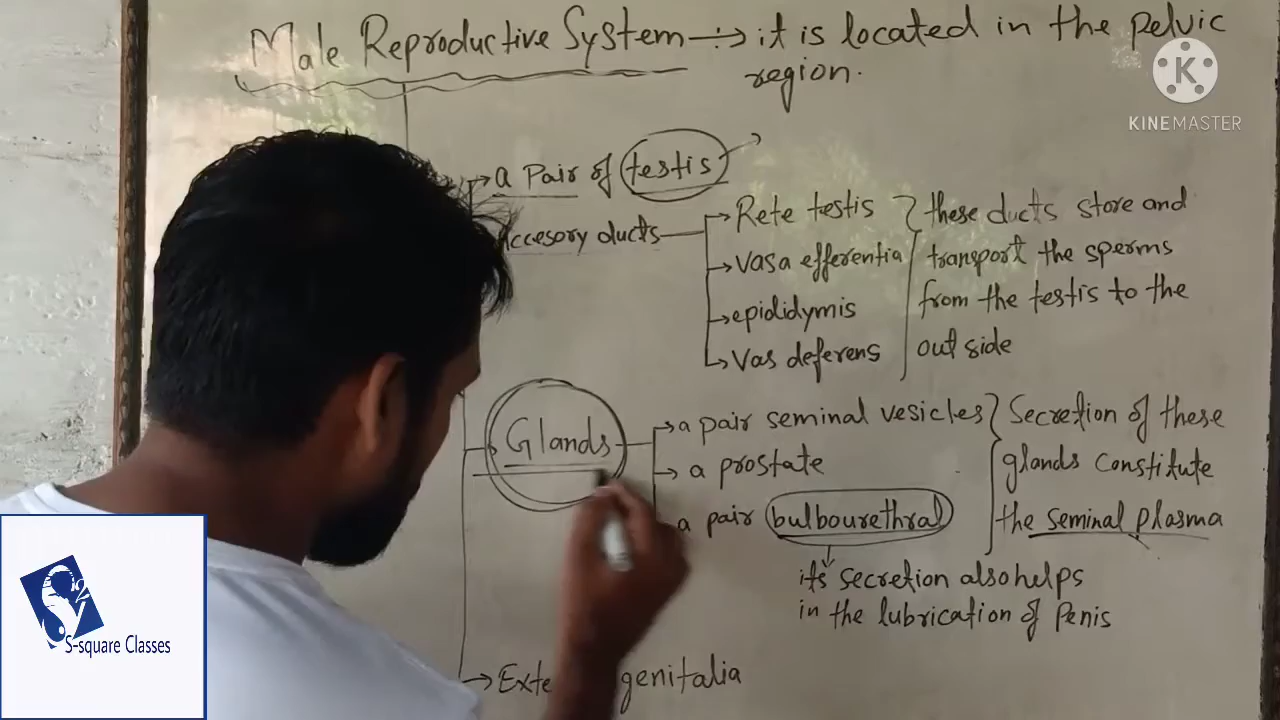 Male Reproductive System → it is located in the pelvic
region.
KINEMASTER
→ a Pair of testis
ccesory ducts
→ Rete testis
→ Vasa efferentia
→ epididymis
→ Vas deferens
these ducts store and
transport the sperms
from the testis to the
out side
Glands
→ a pair seminal vesicles
→ a prostate
a pair bulbourethral
Secretion of these
glands constitute
the seminal plasma
its secretion also helps
in the lubrication of Penis
→ Exte genitalia
S-square Classes